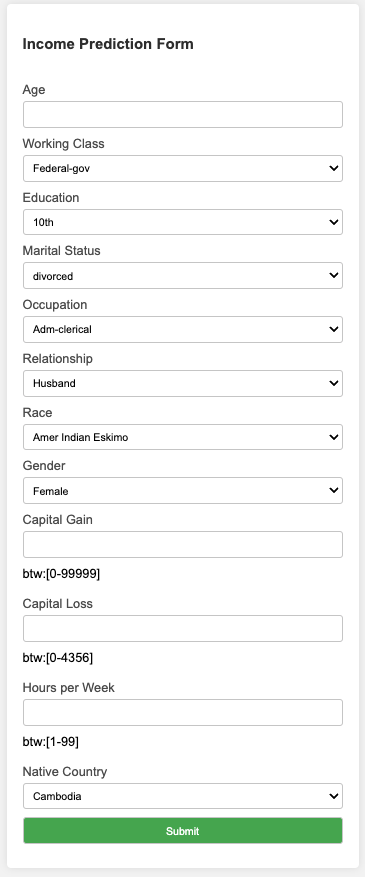 Income Prediction Form
Age
Working Class
Federal-gov
Education
10th
Marital Status
divorced
Occupation
Adm-clerical
Relationship
Husband
Race
Amer Indian Eskimo
Gender
Female
Capital Gain
btw:[0-99999]
Capital Loss
btw:[0-4356]
Hours per Week
btw:[1-99]
Native Country
Cambodia
Submit